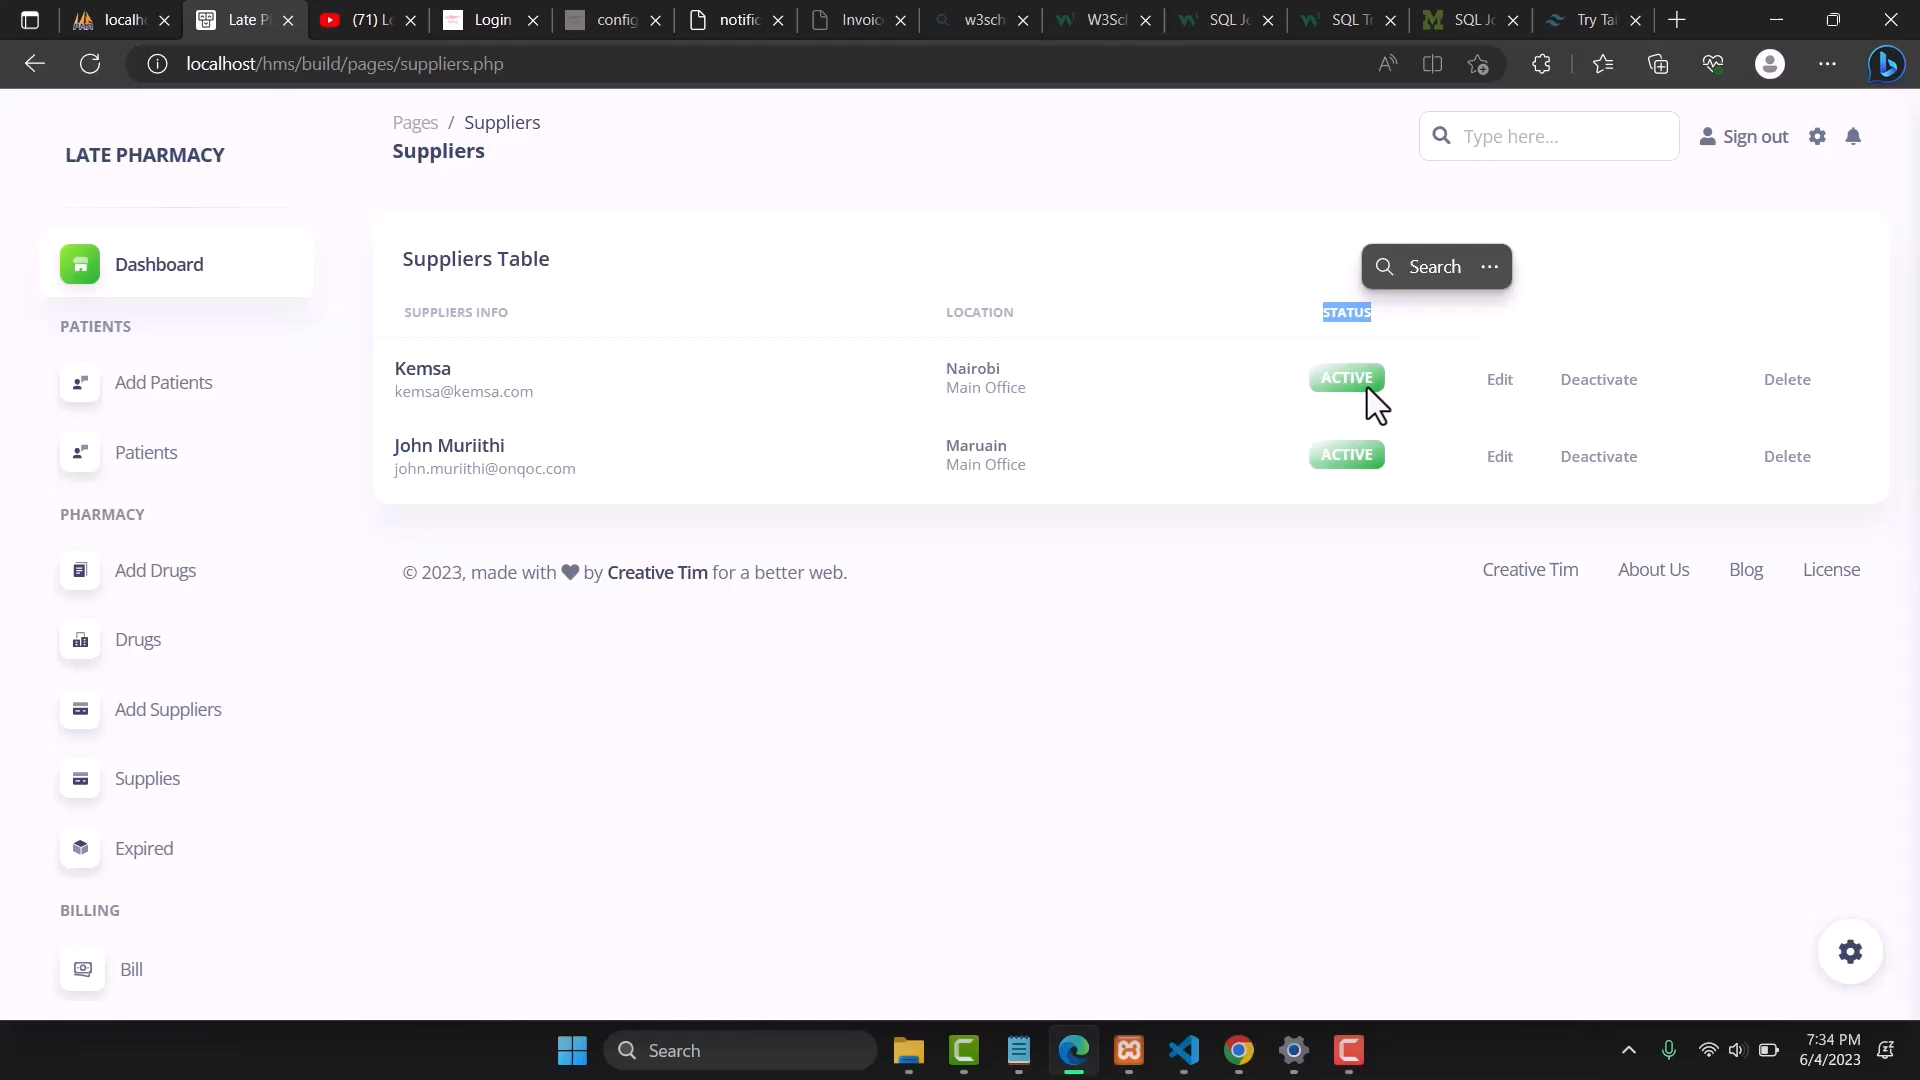 localh
Late P
(71) L
Login
config
notific
Invoic
w3sch
W3Sc
SQL Jo
SQL Tr
SQL Jo
Try Tai
localhost/hms/build/pages/suppliers.php
LATE PHARMACY
Pages / Suppliers
Suppliers
Type here...
Sign out
Dashboard
PATIENTS
Add Patients
Patients
PHARMACY
Add Drugs
Drugs
Add Suppliers
Supplies
Expired
BILLING
Bill
Suppliers Table
Search ...
SUPPLIERS INFO LOCATION STATUS
Kemsa Nairobi
kemsa@kemsa.com Main Office
ACTIVE Edit Deactivate Delete
John Muriithi Maruain
john.muriithi@onqoc.com Main Office
ACTIVE Edit Deactivate Delete
© 2023, made with ♥ by Creative Tim for a better web.
Creative Tim About Us Blog License
Search
7:34 PM
6/4/2023